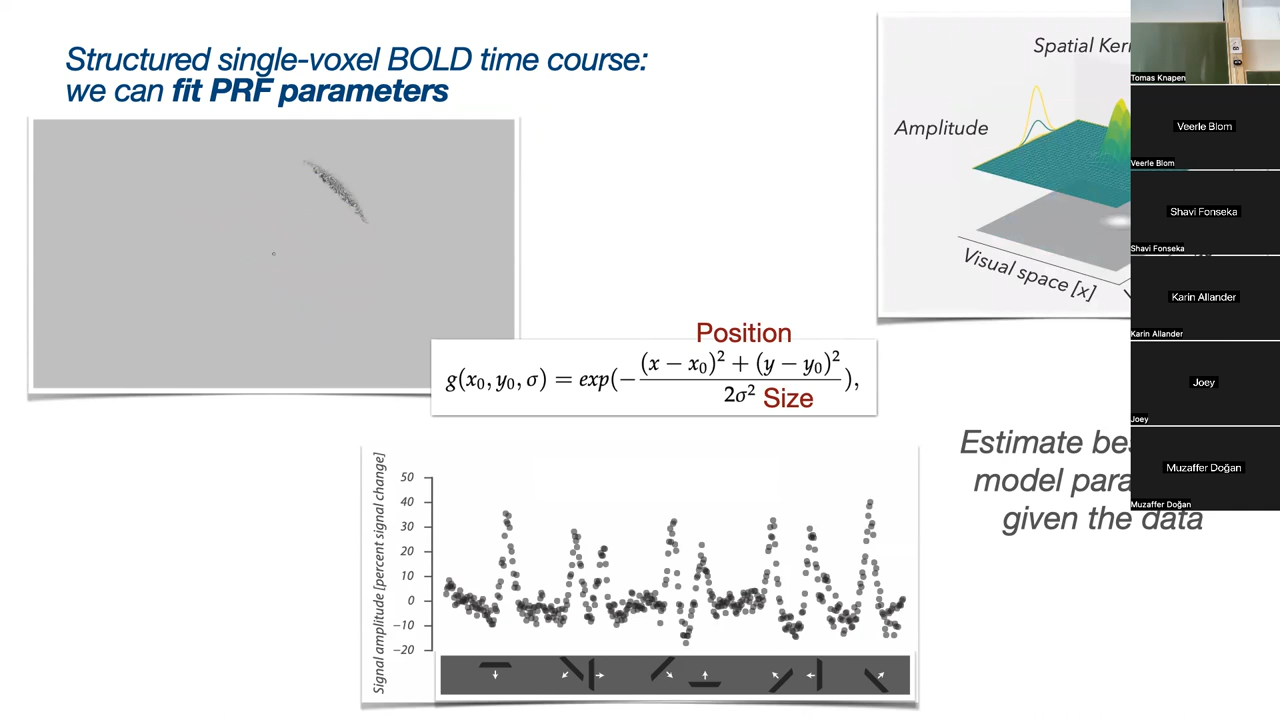 Structured single-voxel BOLD time course:
we can fit PRF parameters
Amplitude
Visual space [x]
Position
g(x₀, y₀, σ) = exp(−((x − x₀)² + (y − y₀)²)/(2σ²)),
Size
Signal amplitude [percent signal change]
50
40
30
20
10
0
−10
−20
model
given the data
Tomas Knapen
Veerle Blom
Veerle Blom
Shavi Fonseka
Shavi Fonseka
Karin Allander
Karin Allander
Joey
Joey
Muzaffer Doğan
Muzaffer Doğan
Spatial
Estimate